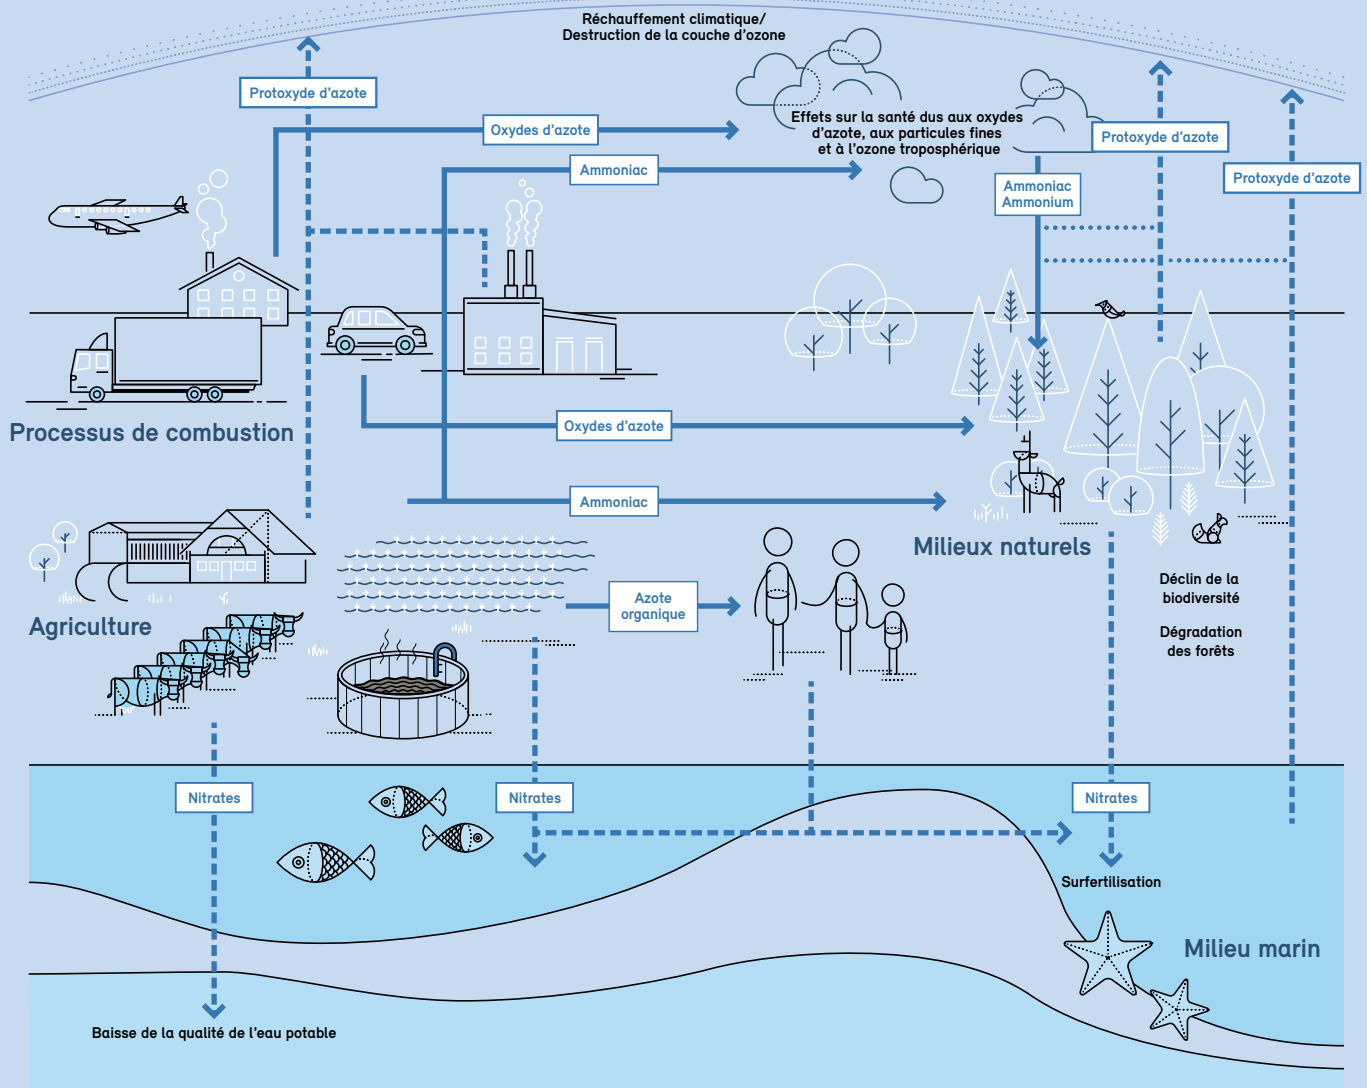 Réchauffement climatique/
Destruction de la couche d'ozone
Protoxyde d'azote
Oxydes d'azote
Effets sur la santé dus aux oxydes
d'azote, aux particules fines
et à l'ozone troposphérique
Protoxyde d'azote
Ammoniac
Protoxyde d'azote
Ammoniac
Ammonium
Processus de combustion
Oxydes d'azote
Ammoniac
Milieux naturels
Déclin de la
biodiversité
Dégradation
des forêts
Azote
organique
Agriculture
Nitrates
Nitrates
Nitrates
Surfertilisation
Milieu marin
Baisse de la qualité de l'eau potable